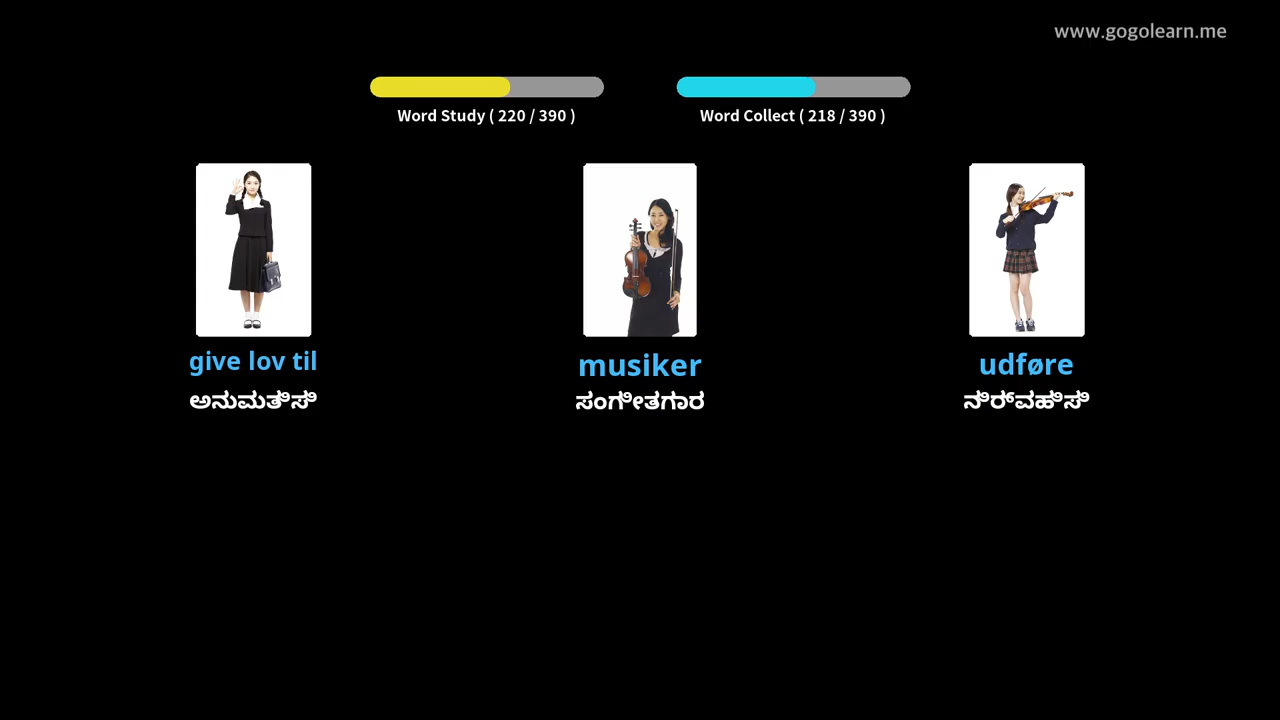 www.gogolearn.me
Word Study ( 220 / 390 )
Word Collect ( 218 / 390 )
give lov til
musiker
udføre
ಅನುಮತಿಸಿ
ಸಂಗೀತಗಾರ
ನಿರ್ವಹಿಸಿ